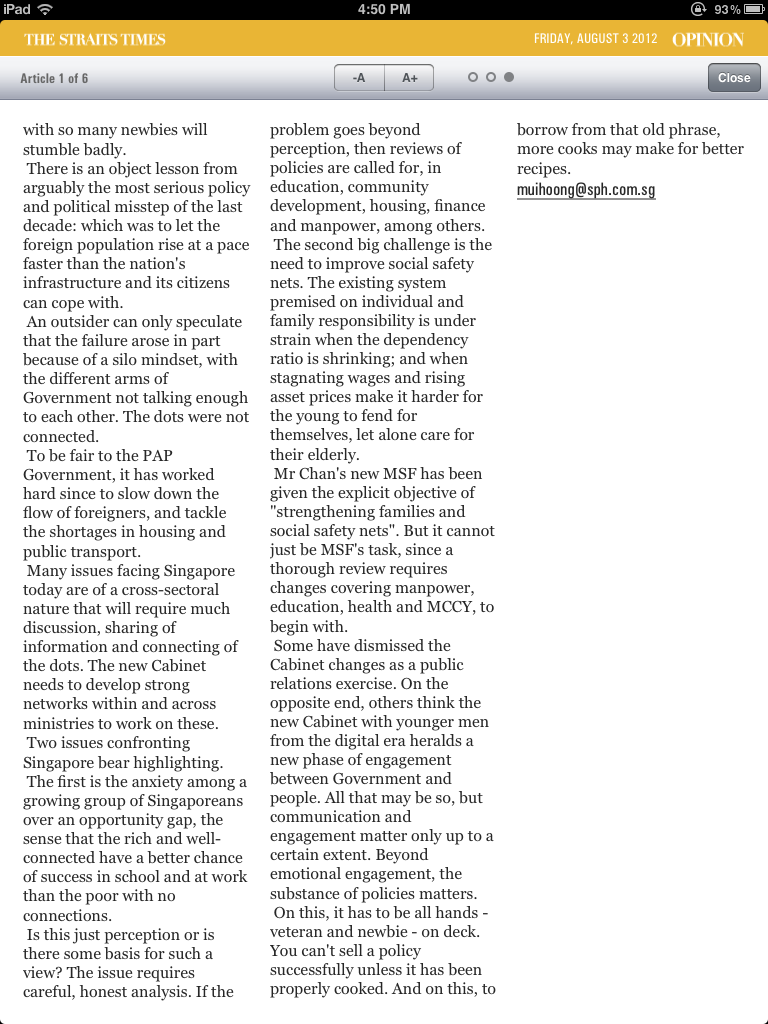 iPad
4:50 PM
93%
THE STRAITS TIMES
FRIDAY, AUGUST 3 2012
OPINION
Article 1 of 6
-A
A+
Close
with so many newbies will
stumble badly.
There is an object lesson from
arguably the most serious policy
and political misstep of the last
decade: which was to let the
foreign population rise at a pace
faster than the nation's
infrastructure and its citizens
can cope with.
An outsider can only speculate
that the failure arose in part
because of a silo mindset, with
the different arms of
Government not talking enough
to each other. The dots were not
connected.
To be fair to the PAP
Government, it has worked
hard since to slow down the
flow of foreigners, and tackle
the shortages in housing and
public transport.
Many issues facing Singapore
today are of a cross-sectoral
nature that will require much
discussion, sharing of
information and connecting of
the dots. The new Cabinet
needs to develop strong
networks within and across
ministries to work on these.
Two issues confronting
Singapore bear highlighting.
The first is the anxiety among a
growing group of Singaporeans
over an opportunity gap, the
sense that the rich and well-
connected have a better chance
of success in school and at work
than the poor with no
connections.
Is this just perception or is
there some basis for such a
view? The issue requires
careful, honest analysis. If the
problem goes beyond
perception, then reviews of
policies are called for, in
education, community
development, housing, finance
and manpower, among others.
The second big challenge is the
need to improve social safety
nets. The existing system
premised on individual and
family responsibility is under
strain when the dependency
ratio is shrinking; and when
stagnating wages and rising
asset prices make it harder for
the young to fend for
themselves, let alone care for
their elderly.
Mr Chan's new MSF has been
given the explicit objective of
"strengthening families and
social safety nets". But it cannot
just be MSF's task, since a
thorough review requires
changes covering manpower,
education, health and MCCY, to
begin with.
Some have dismissed the
Cabinet changes as a public
relations exercise. On the
opposite end, others think the
new Cabinet with younger men
from the digital era heralds a
new phase of engagement
between Government and
people. All that may be so, but
communication and
engagement matter only up to a
certain extent. Beyond
emotional engagement, the
substance of policies matters.
On this, it has to be all hands -
veteran and newbie - on deck.
You can't sell a policy
successfully unless it has been
properly cooked. And on this, to
borrow from that old phrase,
more cooks may make for better
recipes.
muihoong@sph.com.sg